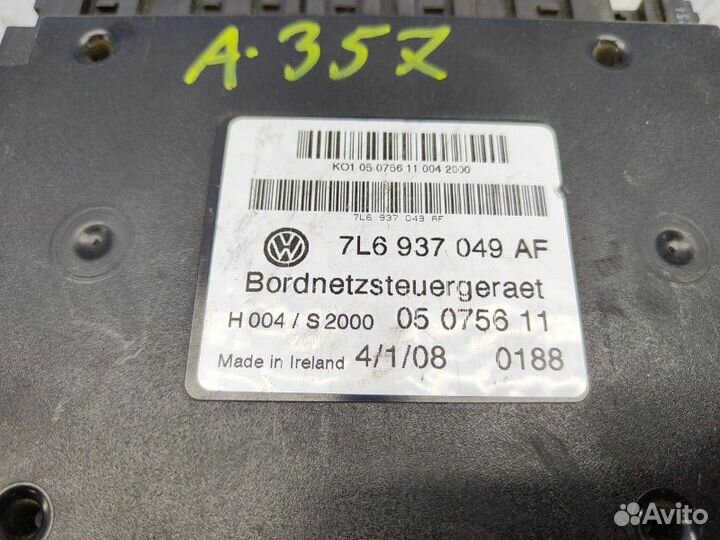 A-357
KO1 05 0756 11 004 2000
7L6 937 049 AF
VW 7L6 937 049 AF
Bordnetzsteuergeraet
H 004 / S 2000 05 0756 11
Made in Ireland 4/1/08 0188
Avito